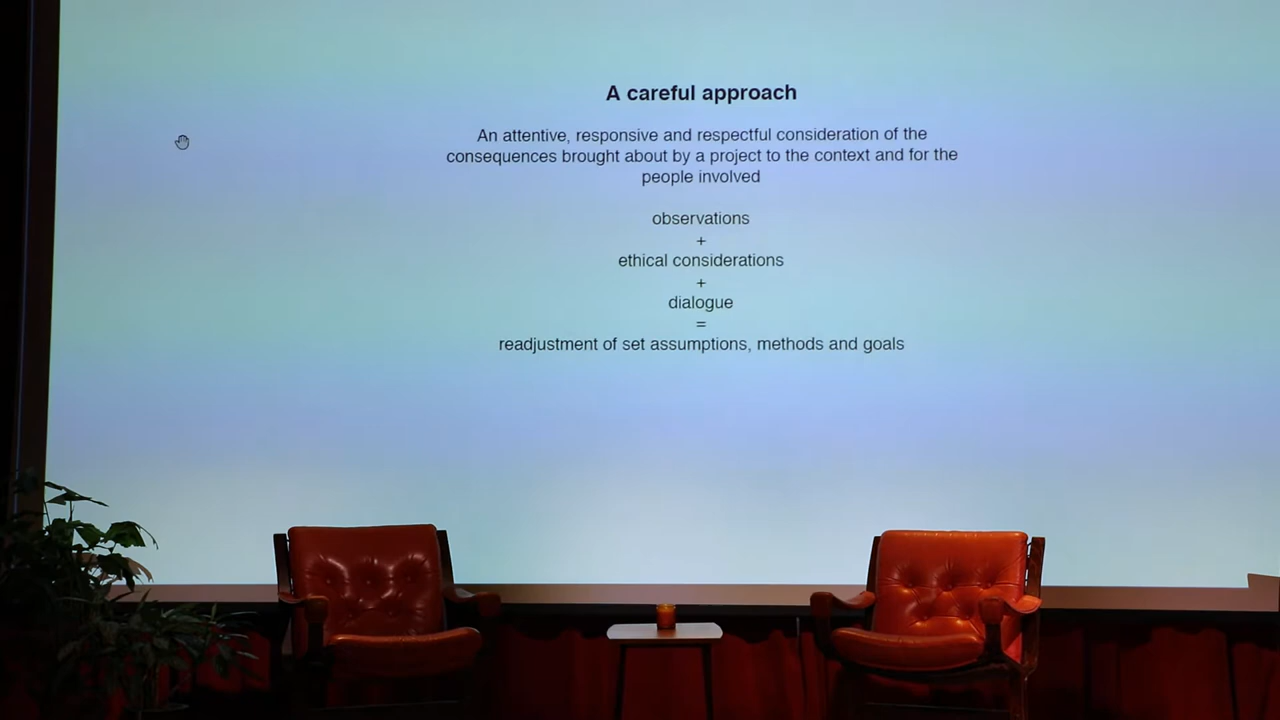 A careful approach
An attentive, responsive and respectful consideration of the
consequences brought about by a project to the context and for the
people involved
observations
+
ethical considerations
+
dialogue
=
readjustment of set assumptions, methods and goals